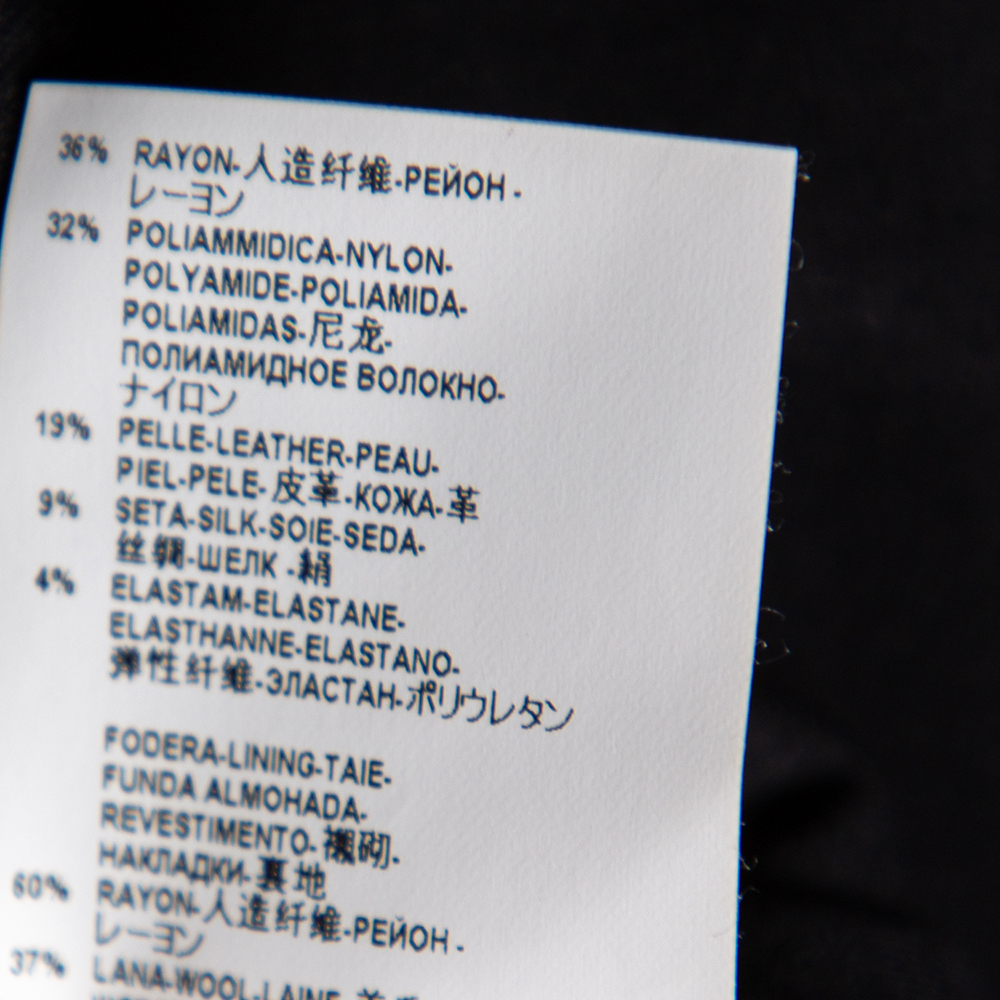 36% RAYON-人造纤维-РЕЙОН -
レーヨン
32% POLIAMMIDICA-NYLON-
POLYAMIDE-POLIAMIDA-
POLIAMIDAS-尼龙-
ПОЛИАМИДНОЕ ВОЛОКНО-
ナイロン
19% PELLE-LEATHER-PEAU-
PIEL-PELE-皮革-КОЖА-革
9% SETA-SILK-SOIE-SEDA-
丝绸-ШЕЛК -絹
4% ELASTAM-ELASTANE-
ELASTHANNE-ELASTANO-
弹性纤维-ЭЛАСТАН-ポリウレタン
FODERA-LINING-TAIE-
FUNDA ALMOHADA-
REVESTIMENTO-襯砌-
НАКЛАДКИ-裏地
60% RAYON-人造纤维-РЕЙОН -
レーヨン
37% LANA-WOOL-LAINE-羊毛